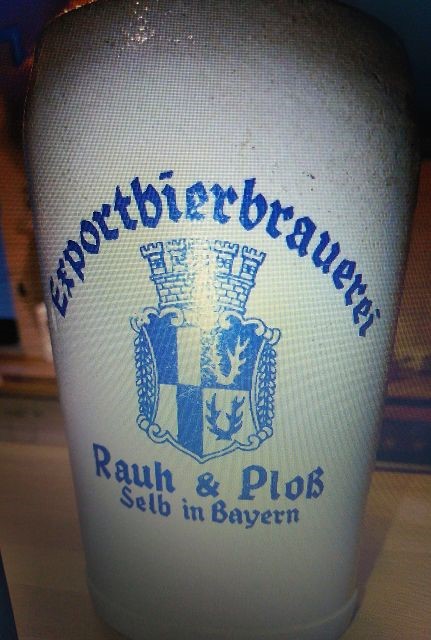 Exportbierbrauerei
Rauh & Ploß
Selb in Bayern